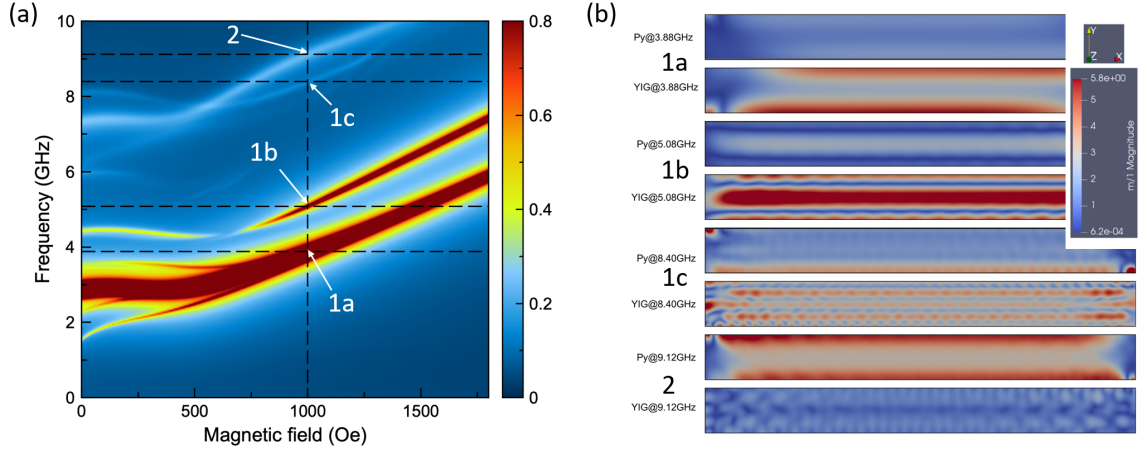 (a)
10
8
6
4
2
0
Frequency (GHz)
0
500
1000
1500
Magnetic field (Oe)
2
1c
1b
1a
0.8
0.6
0.4
0.2
0
(b)
Py@3.88GHz
1a
YIG@3.88GHz
Py@5.08GHz
1b
YIG@5.08GHz
Py@8.40GHz
1c
YIG@8.40GHz
Py@9.12GHz
2
YIG@9.12GHz
Y
Z X
5.8e+00
5
4
3
2
1
6.2e-04
m/1 Magnitude